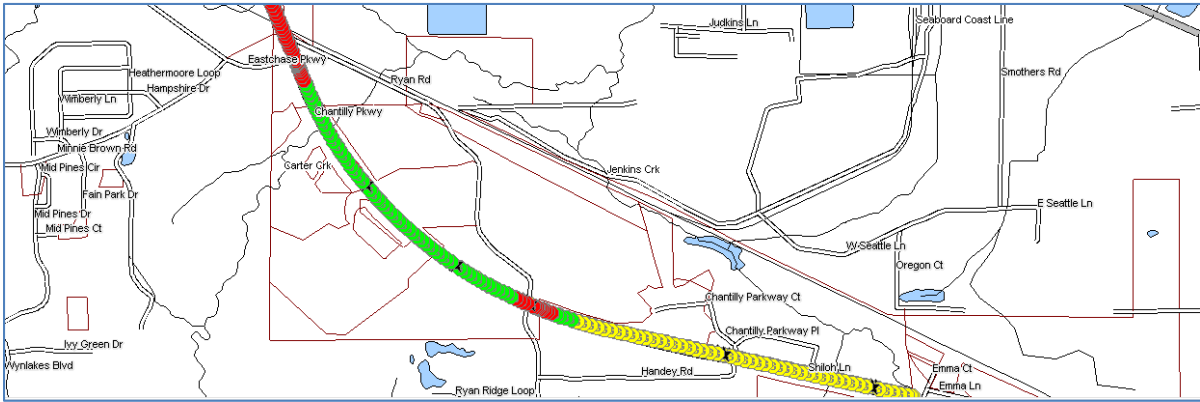 Judkins Ln
Seaboard Coast Line
Eastchase Pkwy
Heathermoore Loop
Smothers Rd
Ryan Rd
Hampshire Dr
Wimberly Ln
Chantilly Pkwy
Wimberly Dr
Minnie Brown Rd
Mid Pines Cir
Carter Crk
Jenkins Crk
Fain Park Dr
E Seattle Ln
Mid Pines Dr
Mid Pines Ct
W Seattle Ln
Oregon Ct
Chantilly Parkway Ct
Chantilly Parkway Pl
Ivy Green Dr
Wynlakes Blvd
Shiloh Ln
Emma Ct
Handey Rd
Emma Ln
Ryan Ridge Loop